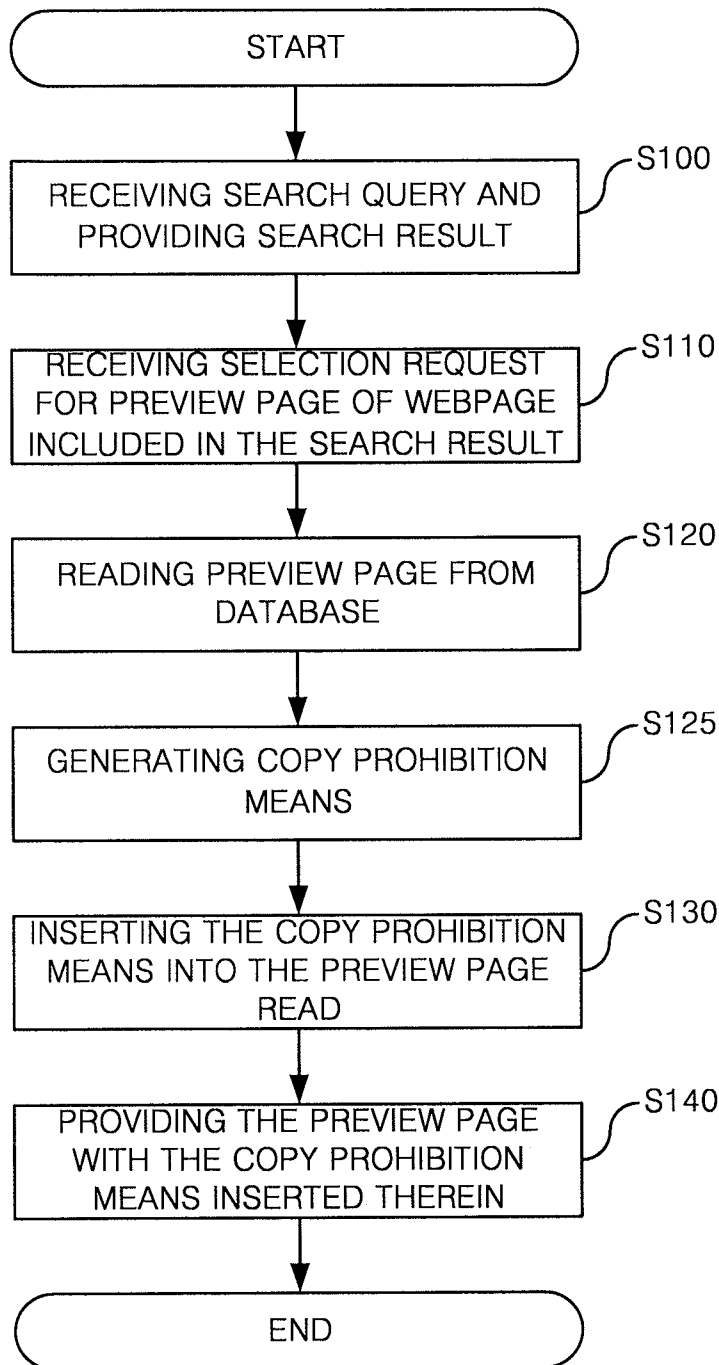 START
S100
RECEIVING SEARCH QUERY AND
PROVIDING SEARCH RESULT
S110
RECEIVING SELECTION REQUEST
FOR PREVIEW PAGE OF WEBPAGE
INCLUDED IN THE SEARCH RESULT
S120
READING PREVIEW PAGE FROM
DATABASE
S125
GENERATING COPY PROHIBITION
MEANS
S130
INSERTING THE COPY PROHIBITION
MEANS INTO THE PREVIEW PAGE
READ
S140
PROVIDING THE PREVIEW PAGE
WITH THE COPY PROHIBITION
MEANS INSERTED THEREIN
END